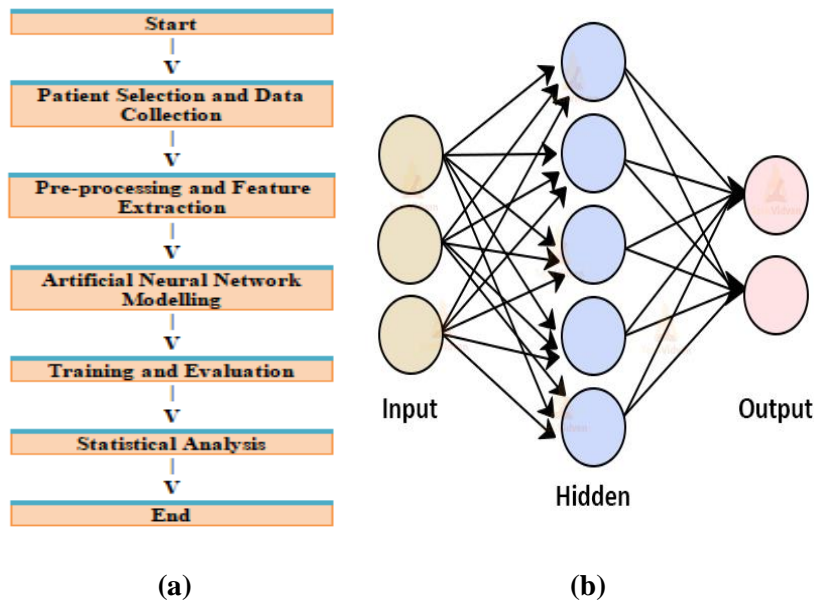 Start
|
V
Patient Selection and Data
Collection
|
V
Pre-processing and Feature
Extraction
|
V
Artificial Neural Network
Modelling
|
V
Training and Evaluation
|
V
Statistical Analysis
|
V
End
(a)
Input
Hidden
Output
(b)